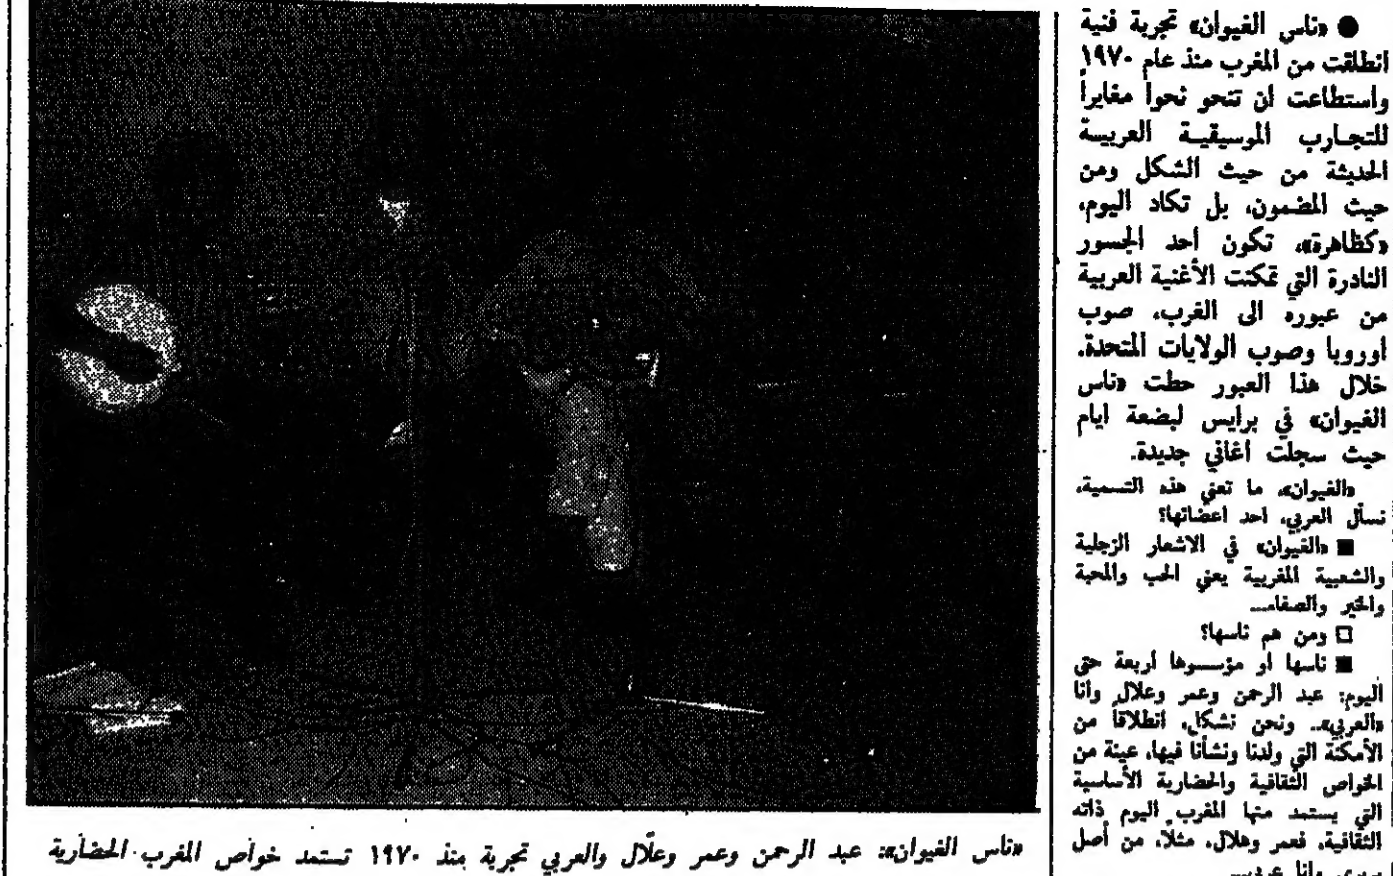 ● «ناس الغيوان» تجربة فنية
انطلقت من المغرب منذ عام ١٩٧٠
واستطاعت ان تنحو نحوا مغايراً
للتجارب الموسيقية العربية
الحديثة من حيث الشكل ومن
حيث المضمون، بل تكاد اليوم،
«كظاهرة»، تكون احد الجسور
النادرة التي تمكنت الأغنية العربية
من عبوره الى الغرب، صوب
اوروبا وصوب الولايات المتحدة.
خلال هذا العبور حطت «ناس
الغيوان» في برايس لبضعة ايام
حيث سجلت اغاني جديدة.
«الغيوان»، ما تعني هذه التسمية،
نسأل العربي، احد اعضائها؟
■ «الغيوان» في الاشعار الزجلية
والشعبية المغربية يعني الحب والمحبة
والخير والصفاء...
□ ومن هم ناسها؟
■ ناسها او مؤسسوها اربعة حتى
اليوم: عبد الرحمن وعمر وعلال وانا
«العربي».. ونحن نشكل، انطلاقاً من
الأمكنة التي ولدنا ونشأنا فيها، عينة من
الخواص الثقافية والحضارية الأساسية
التي يستمد منها المغرب اليوم ذاته
الثقافية. فعمر وهلال، مثلاً، من أصل
بربري وانا عربي...
«ناس الغيوان»: عبد الرحمن وعمر وعلّال والعربي تجربة منذ ١٩٧٠ تستمد خواص المغرب الحضارية